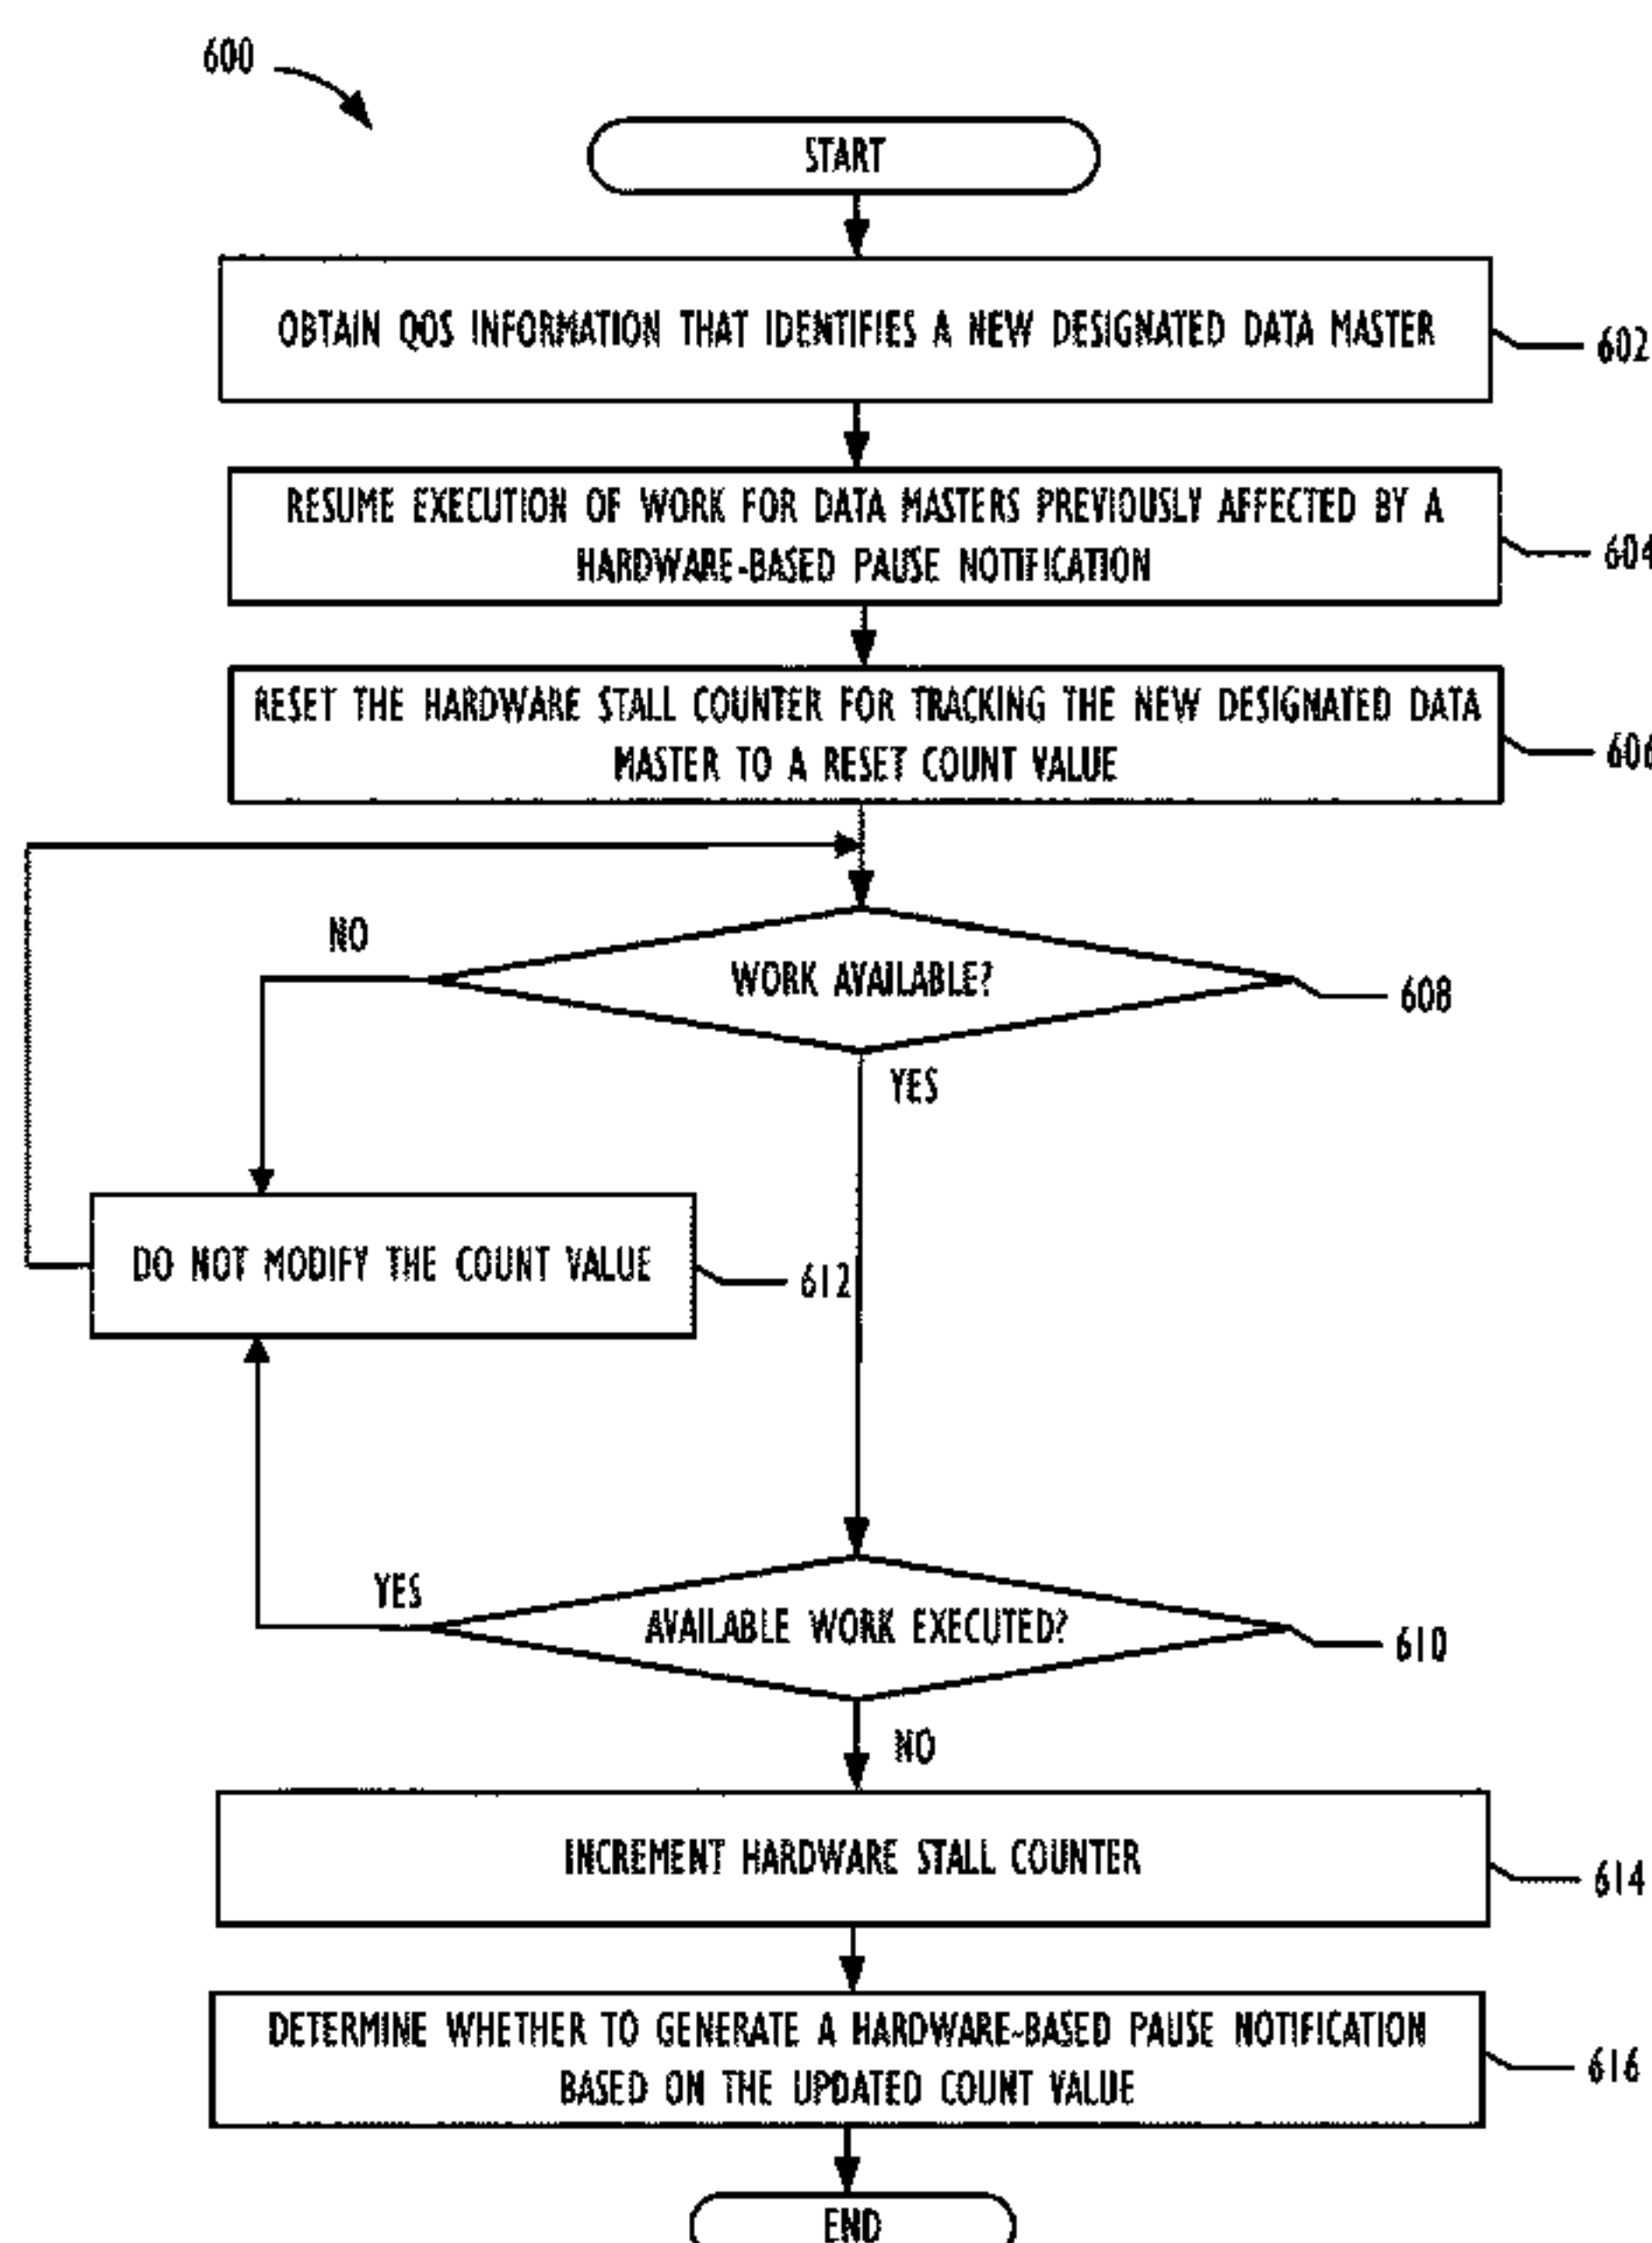 600
START
OBTAIN QOS INFORMATION THAT IDENTIFIES A NEW DESIGNATED DATA MASTER
602
RESUME EXECUTION OF WORK FOR DATA MASTERS PREVIOUSLY AFFECTED BY A
HARDWARE-BASED PAUSE NOTIFICATION
604
RESET THE HARDWARE STALL COUNTER FOR TRACKING THE NEW DESIGNATED DATA
MASTER TO A RESET COUNT VALUE
606
NO
WORK AVAILABLE?
608
YES
DO NOT MODIFY THE COUNT VALUE
612
YES
AVAILABLE WORK EXECUTED?
610
NO
INCREMENT HARDWARE STALL COUNTER
614
DETERMINE WHETHER TO GENERATE A HARDWARE-BASED PAUSE NOTIFICATION
BASED ON THE UPDATED COUNT VALUE
616
END